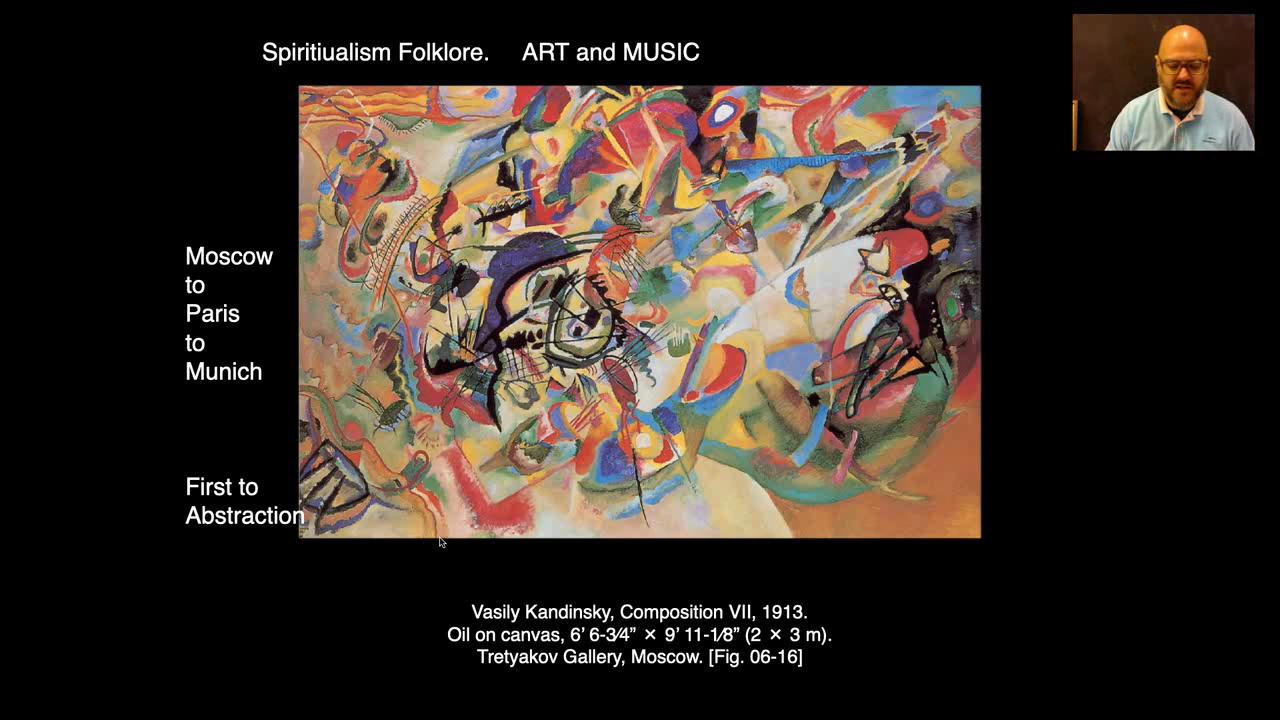 Spiritiualism Folklore. ART and MUSIC
Moscow
to
Paris
to
Munich
First to
Abstraction
Vasily Kandinsky, Composition VII, 1913.
Oil on canvas, 6’ 6-3⁄4” × 9’ 11-1⁄8” (2 × 3 m).
Tretyakov Gallery, Moscow. [Fig. 06-16]